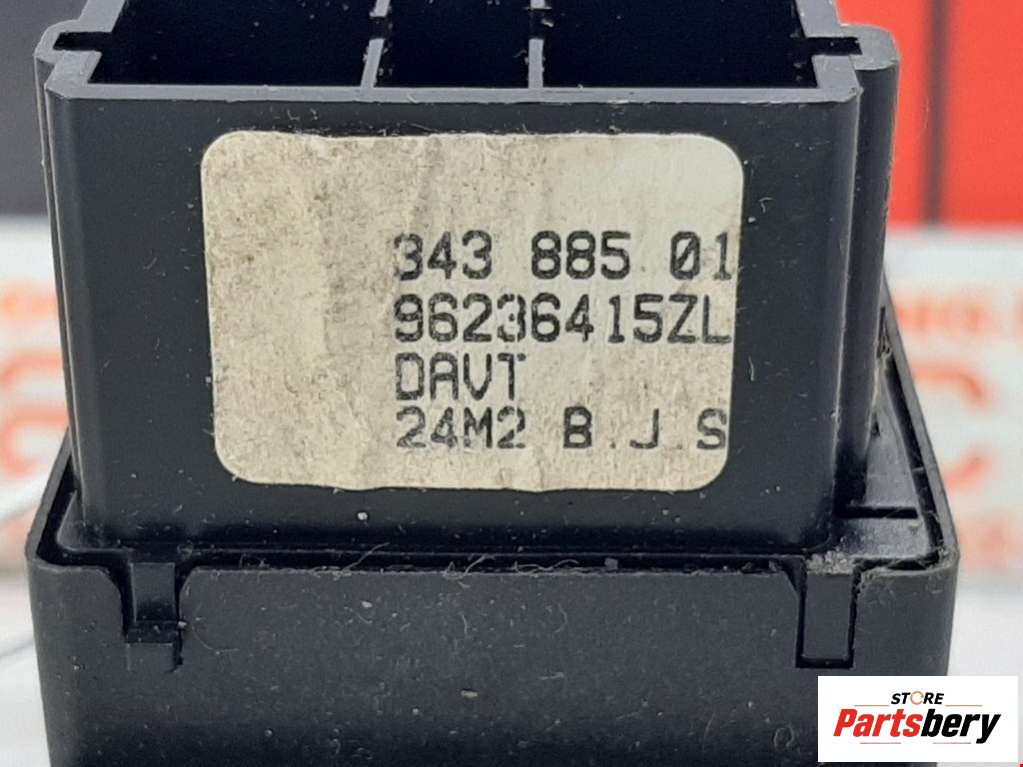 343 885 01
96236415ZL
DAVT
24M2 B.J.S
STORE
Partsbery